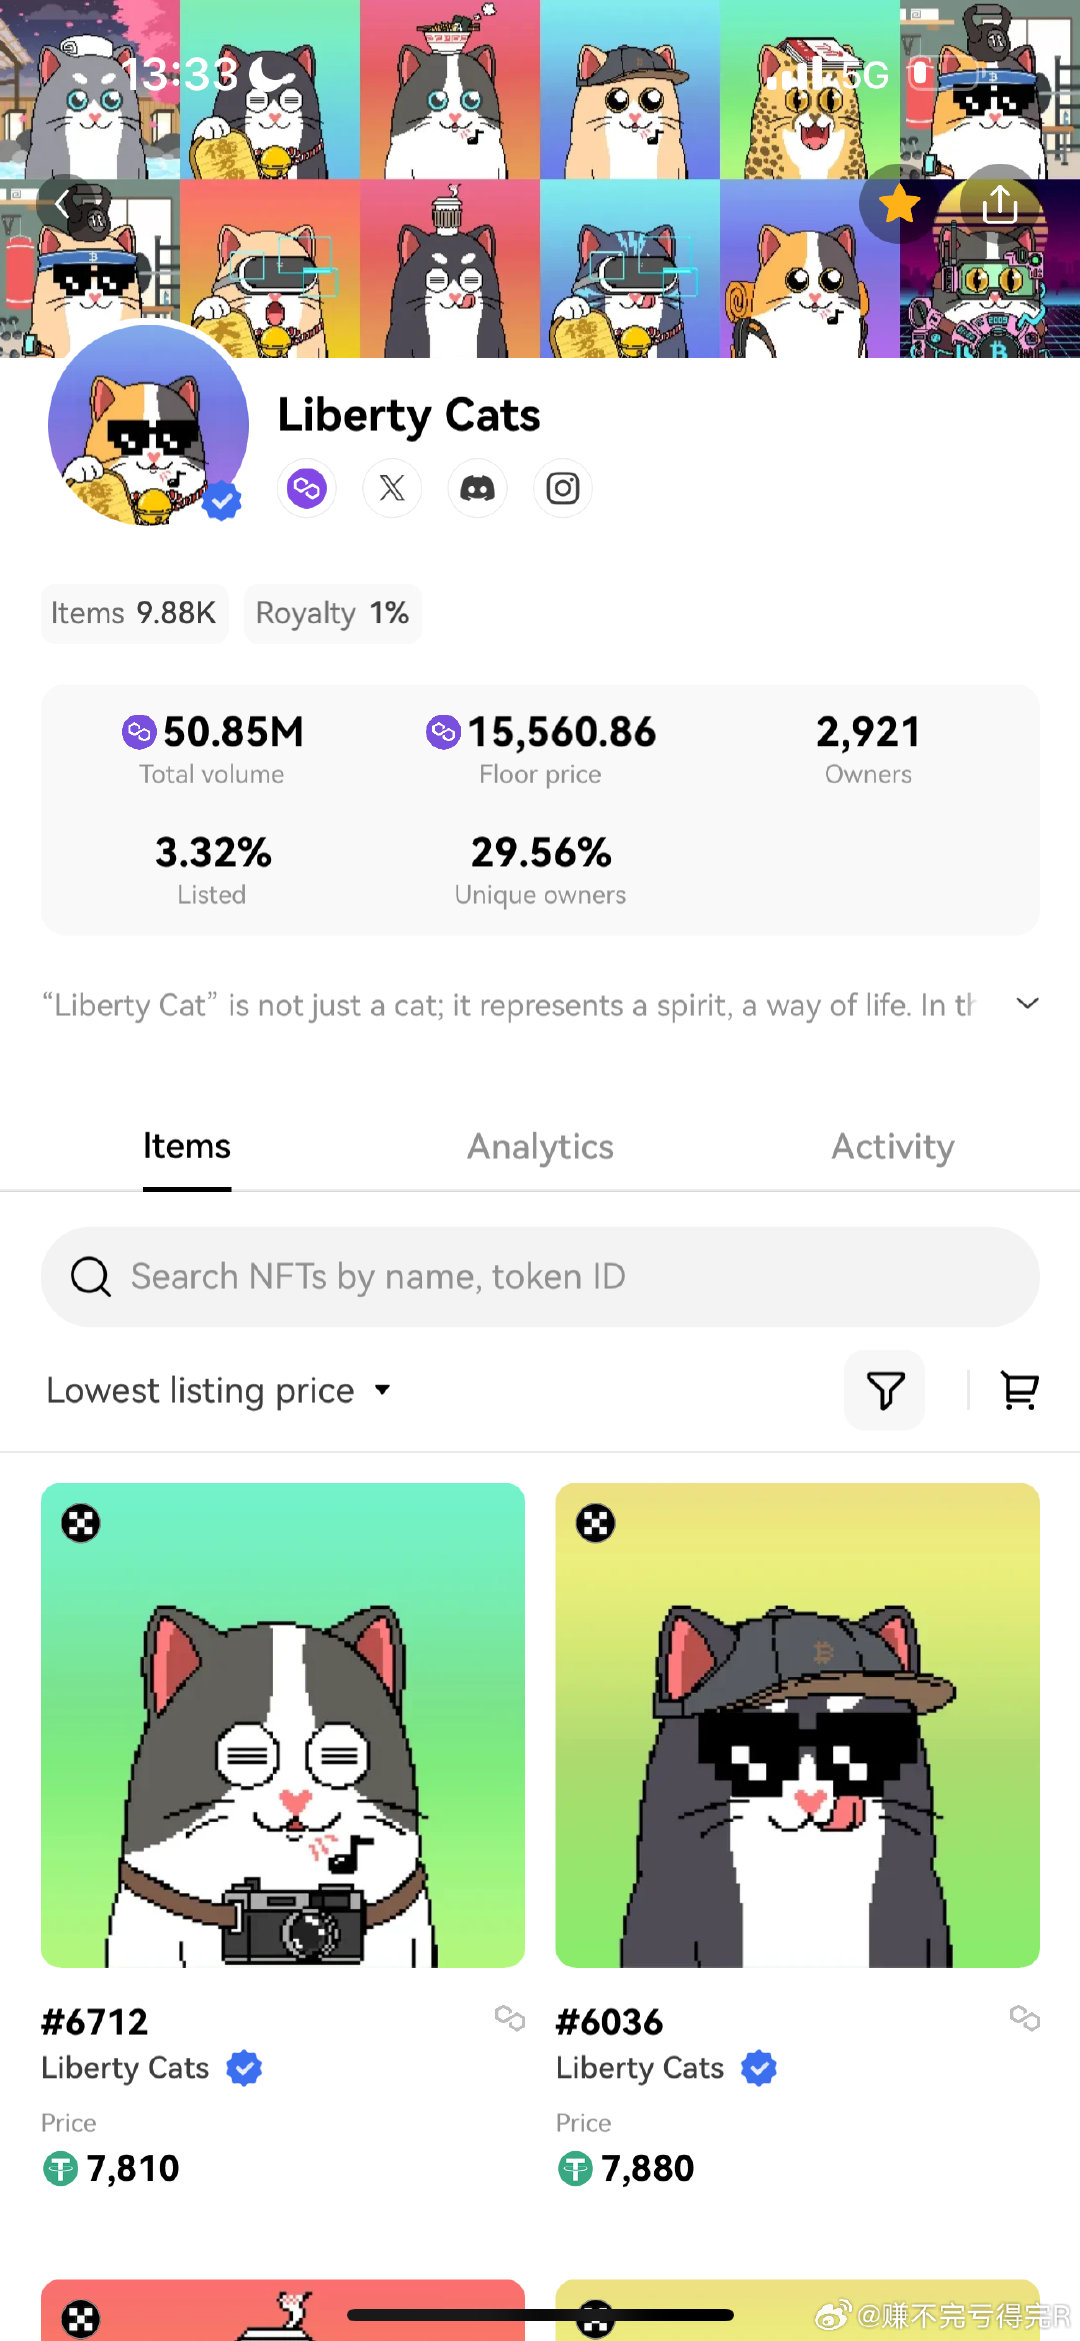 13:33
5G
Liberty Cats
Items 9.88K Royalty 1%
50.85M 15,560.86 2,921
Total volume Floor price Owners
3.32% 29.56%
Listed Unique owners
“Liberty Cat” is not just a cat; it represents a spirit, a way of life. In th
Items Analytics Activity
Search NFTs by name, token ID
Lowest listing price
#6712
Liberty Cats
Price
7,810
#6036
Liberty Cats
Price
7,880
@赚不完亏得完R